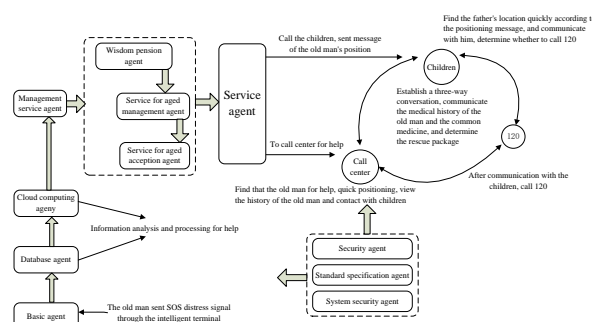 Find the father's location quickly according t
the positioning message, and communicate
with him, determine whether to call 120
Call the children, sent message
of the old man's position
Wisdom pension
agent
Children
Service
agent
Management
service agent
Service for aged
management agent
Establish a three-way
conversation, communicate
the medical history of the
old man and the common
medicine, and determine
the rescue package
120
Service for aged
acception agent
To call center for help
Call
center
After communication with the
children, call 120
Find that the old man for help, quick positioning, view
the history of the old man and contact with children
Cloud computing
ageny
Information analysis and processing for help
Database agent
Security agent
Standard specification agent
System security agent
Basic agent
The old man sent SOS distress signal
through the intelligent terminal